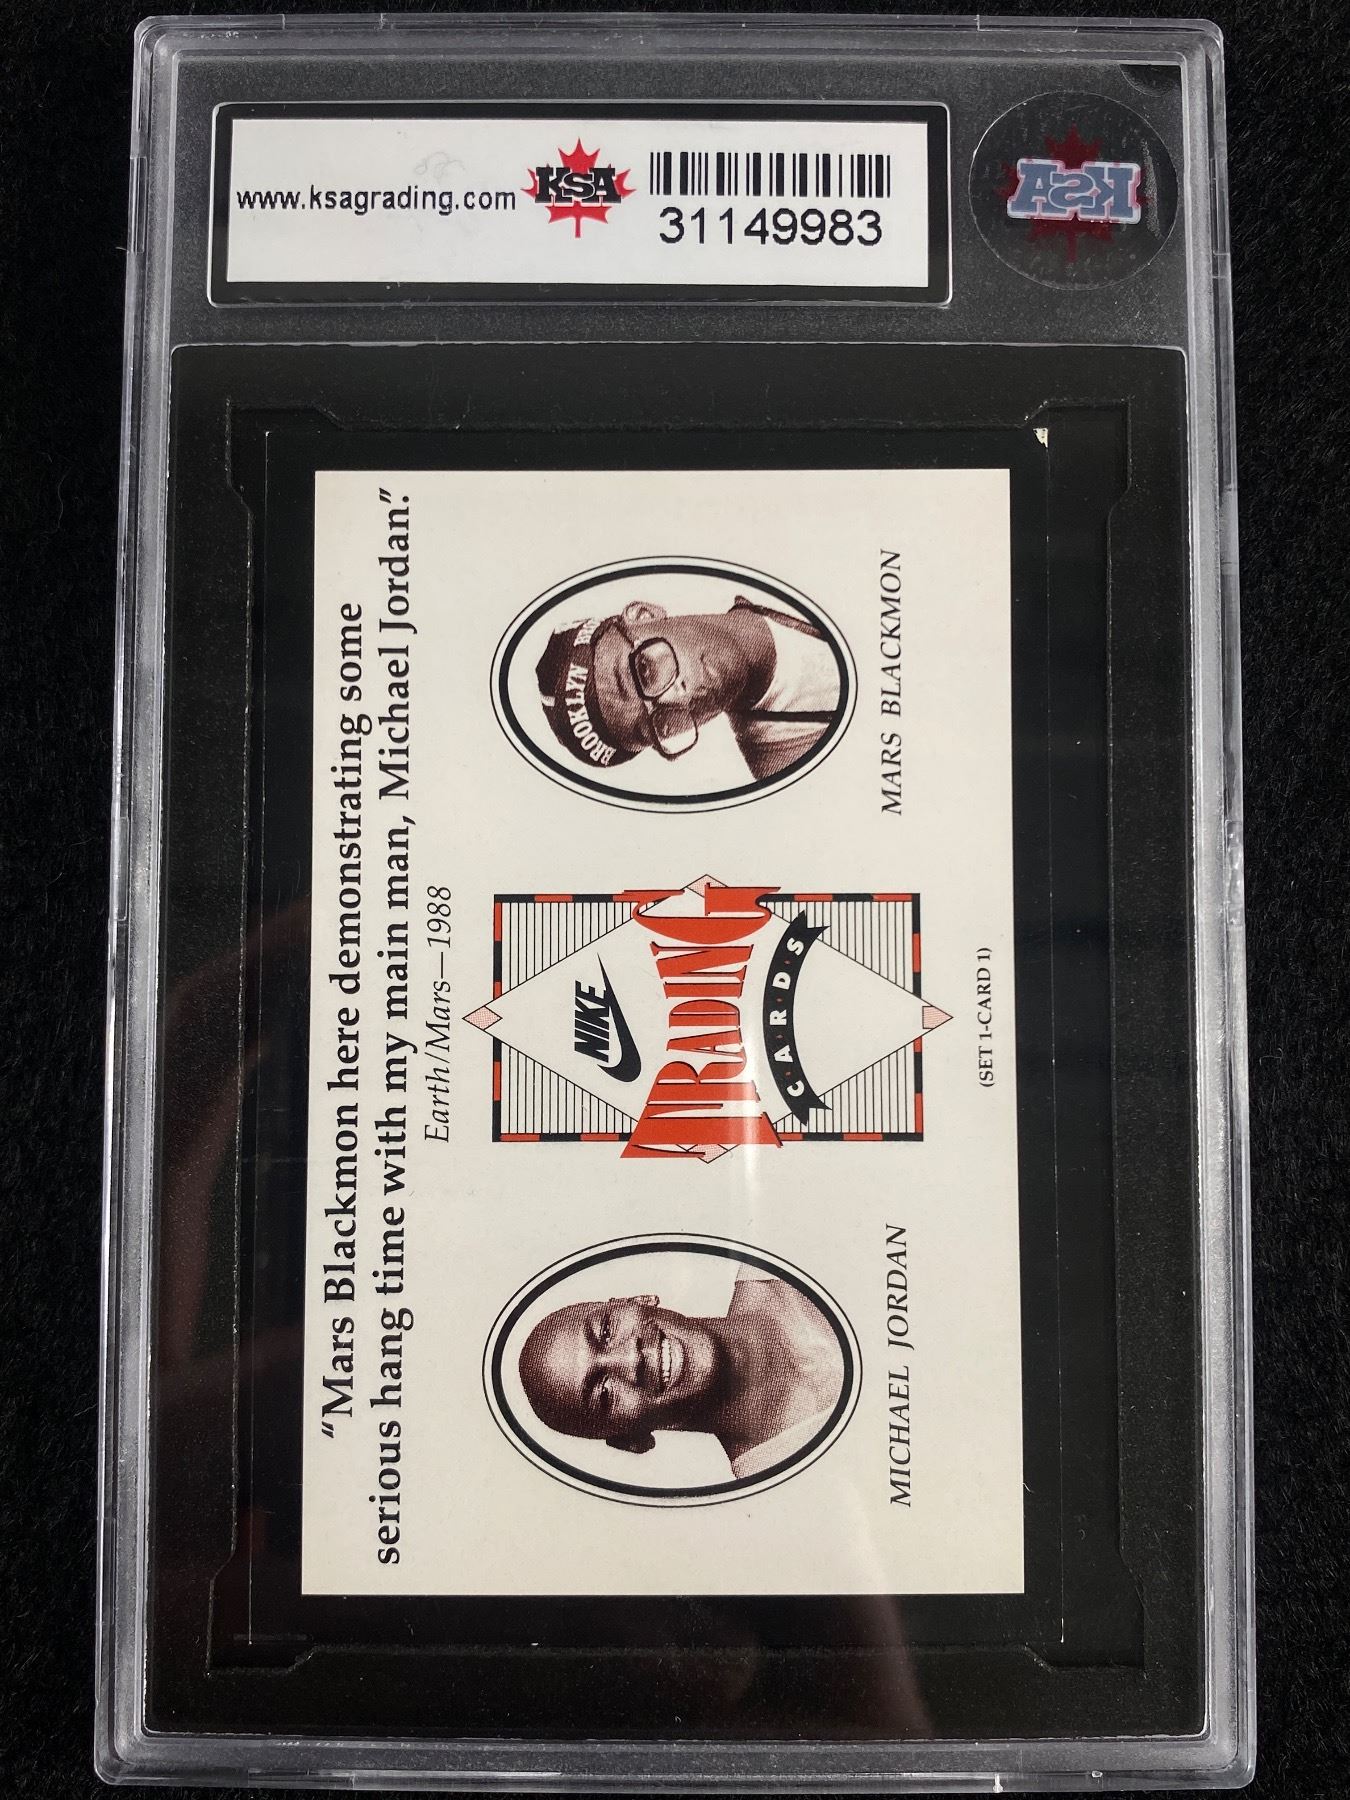 www.ksagrading.com
KSA
31149983
KSA
“Mars Blackmon here demonstrating some
serious hang time with my main man, Michael Jordan.”
Earth/Mars—1988
BROOKLYN
NIKE
TRADING
CARDS
MICHAEL JORDAN
MARS BLACKMON
(SET 1-CARD 1)